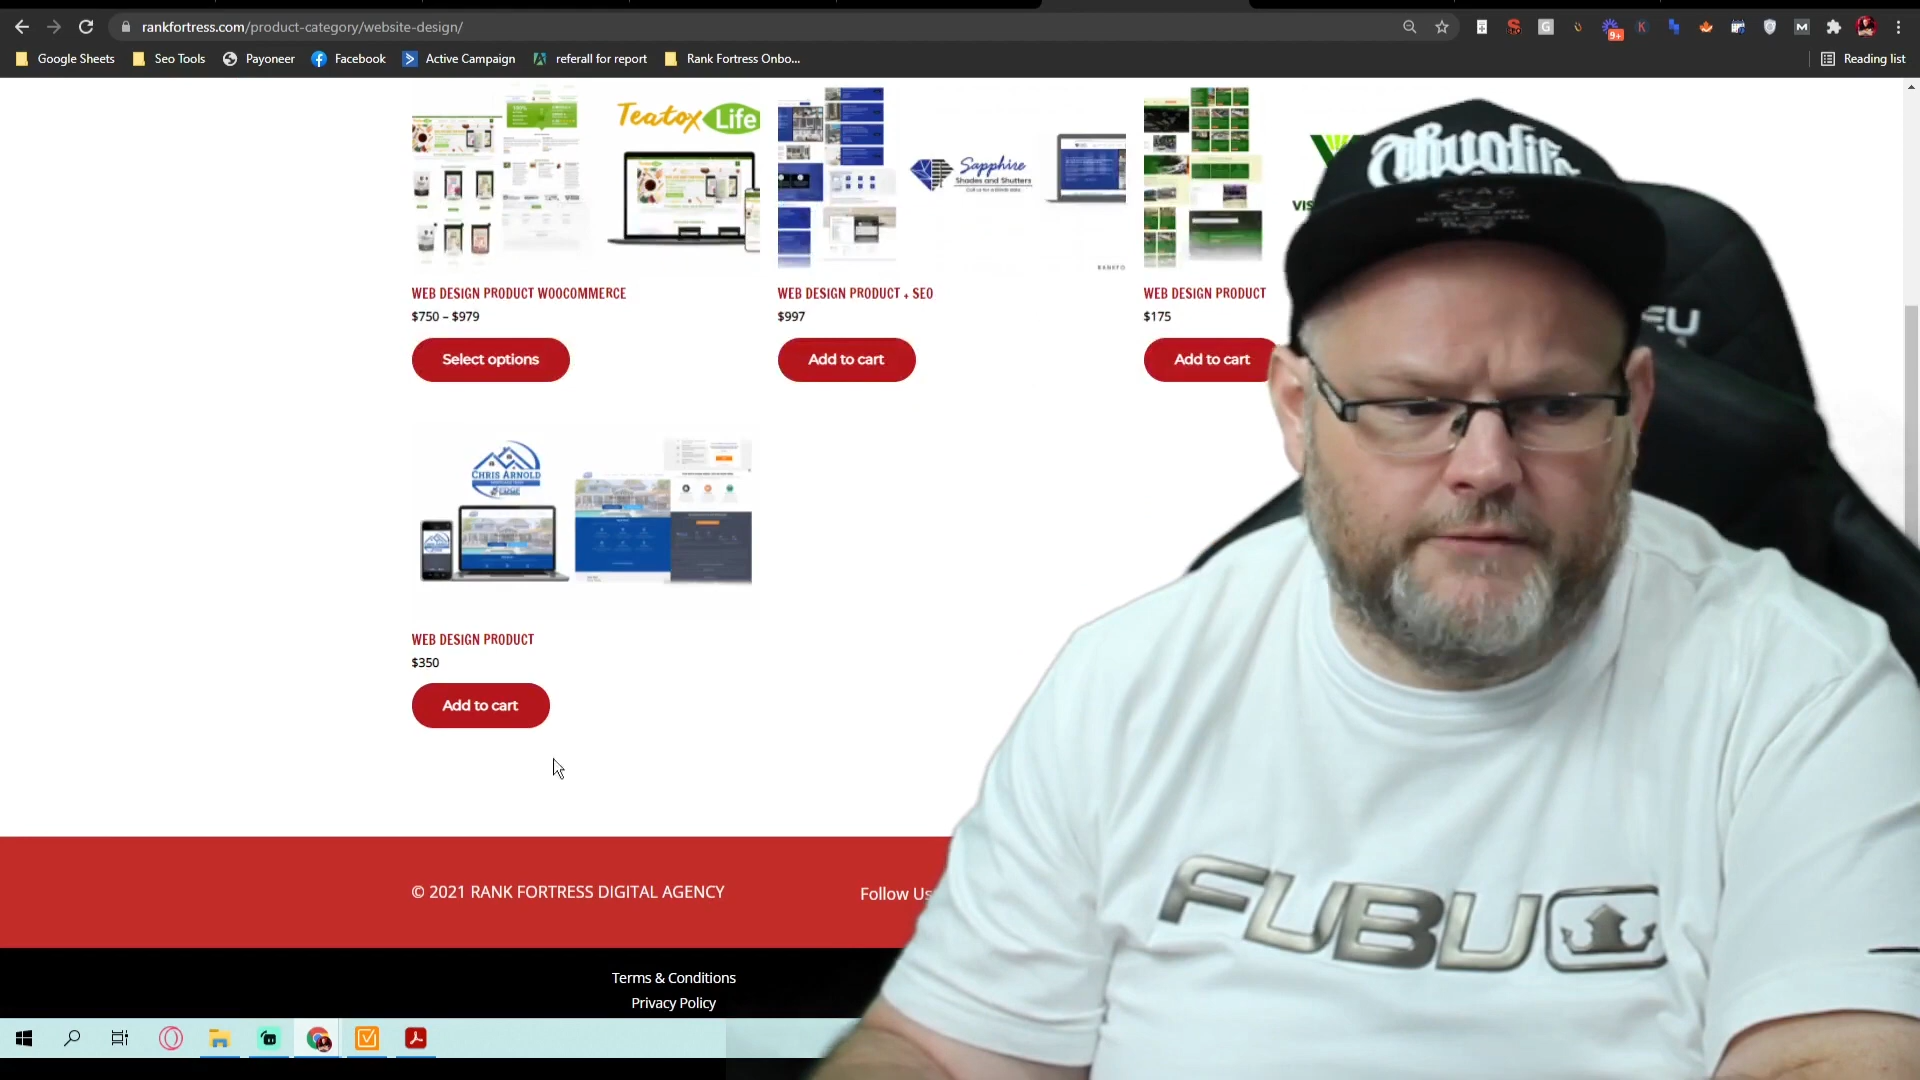 rankfortress.com/product-category/website-design/
9+
Google Sheets
Seo Tools
Payoneer
Facebook
Active Campaign
referall for report
Rank Fortress Onbo...
Reading list
Teatox Life
Sapphire
Shades and Shutters
VIS
WEB DESIGN PRODUCT WOOCOMMERCE
WEB DESIGN PRODUCT + SEO
WEB DESIGN PRODUCT
$750 – $979
$997
$175
Select options
Add to cart
Add to cart
CHRIS ARNOLD
WEB DESIGN PRODUCT
$350
Add to cart
FUBU
© 2021 RANK FORTRESS DIGITAL AGENCY
Follow Us
Terms & Conditions
Privacy Policy